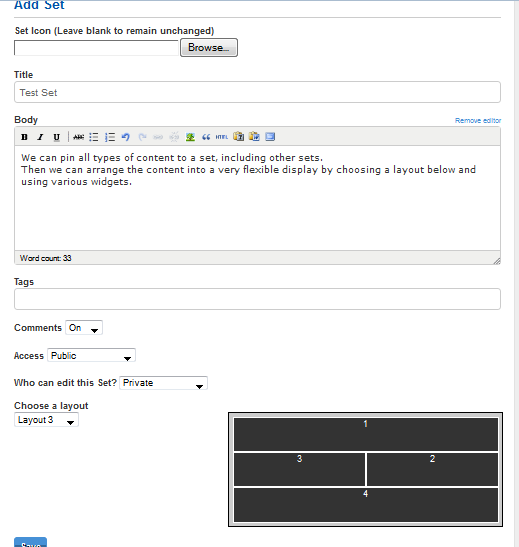 Add Set
Set Icon (Leave blank to remain unchanged)
Browse...
Title
Test Set
Body
Remove editor
B I U ABC HTML
We can pin all types of content to a set, including other sets.
Then we can arrange the content into a very flexible display by choosing a layout below and
using various widgets.
Word count: 33
Tags
Comments On
Access Public
Who can edit this Set? Private
Choose a layout
Layout 3
1
3 2
4
Save